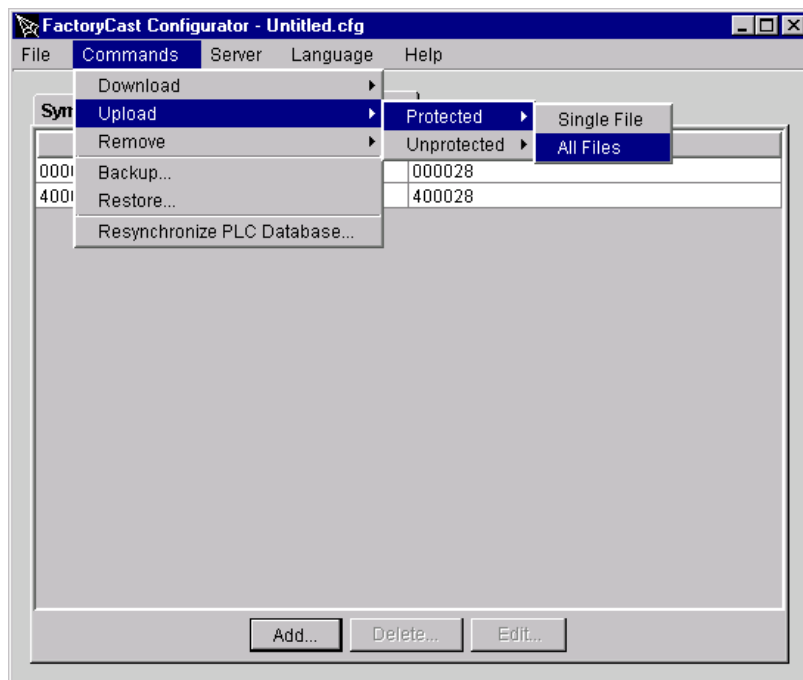 FactoryCast Configurator - Untitled.cfg
File Commands Server Language Help
Download
Upload
Remove
Backup...
Restore...
Resynchronize PLC Database...
Protected
Unprotected
Single File
All Files
000028
400028
Add... Delete... Edit...